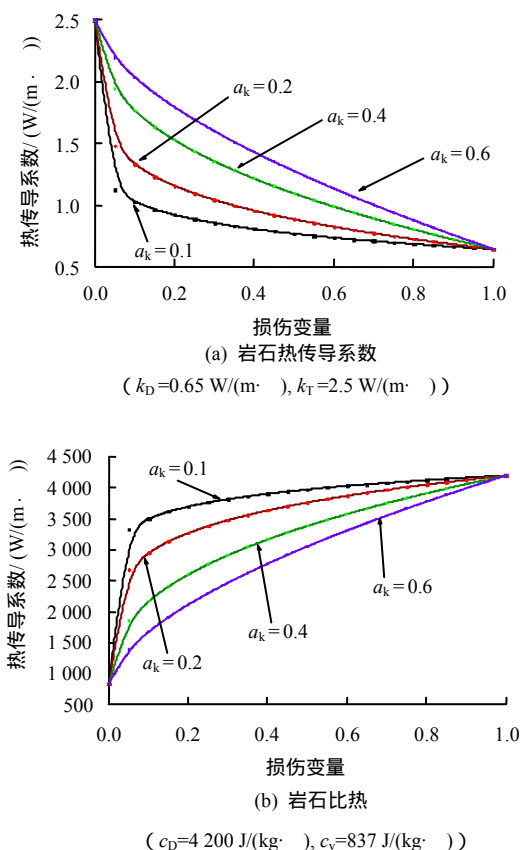 热传导系数/ (W/(m · ))
2.5
2.0
1.5
1.0
0.5
a_k = 0.2
a_k = 0.4
a_k = 0.6
a_k = 0.1
0.0 0.2 0.4 0.6 0.8 1.0
损伤变量
(a) 岩石热传导系数
( k_D =0.65 W/(m· ), k_T =2.5 W/(m· ) )
热传导系数/ (W/(m · ))
4 500
4 000
3 500
3 000
2 500
2 000
1 500
1 000
500
a_k = 0.1
a_k = 0.6
a_k = 0.4
a_k = 0.2
0.0 0.2 0.4 0.6 0.8 1.0
损伤变量
(b) 岩石比热
( c_D=4 200 J/(kg· ), c_v=837 J/(kg· ) )